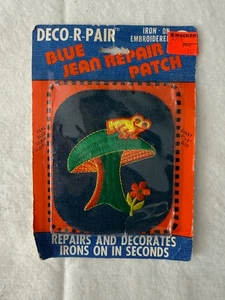 DECO-R-PAIR
IRON-ON
EMBROIDERED
BLUE
JEAN REPAIR
PATCH
REPAIRS AND DECORATES
IRONS ON IN SECONDS